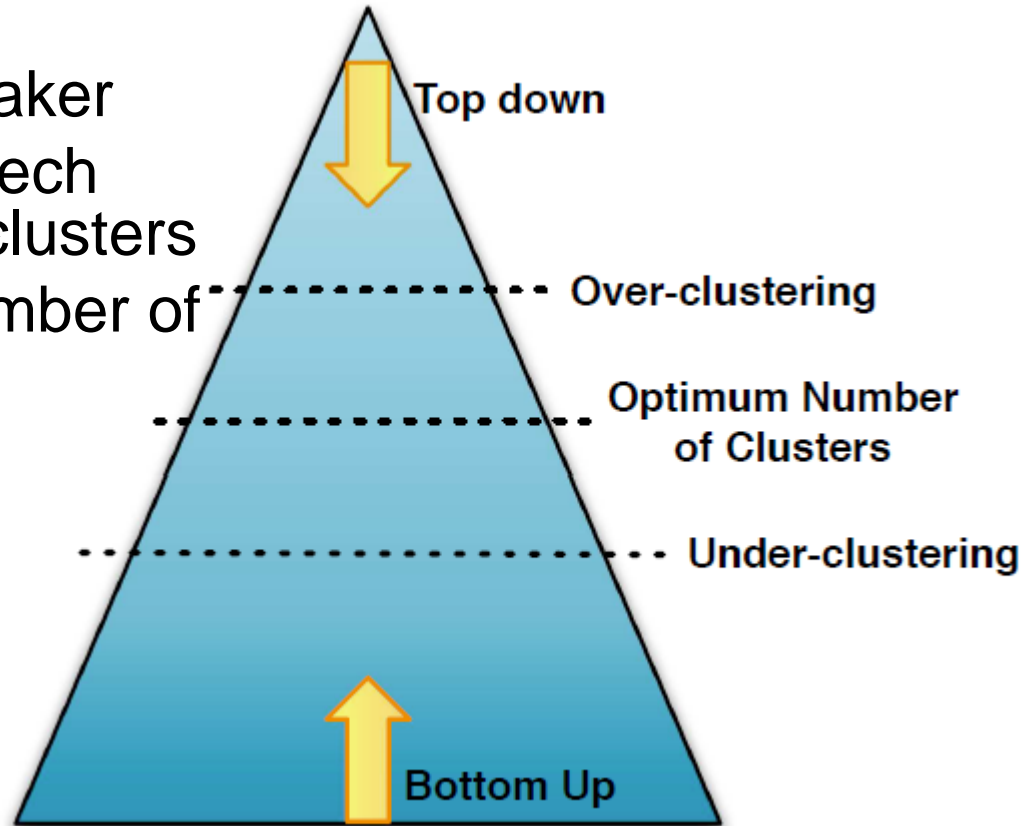 aker
Top down
ech
clusters
Over-clustering
mber of
Optimum Number
of Clusters
Under-clustering
Bottom Up